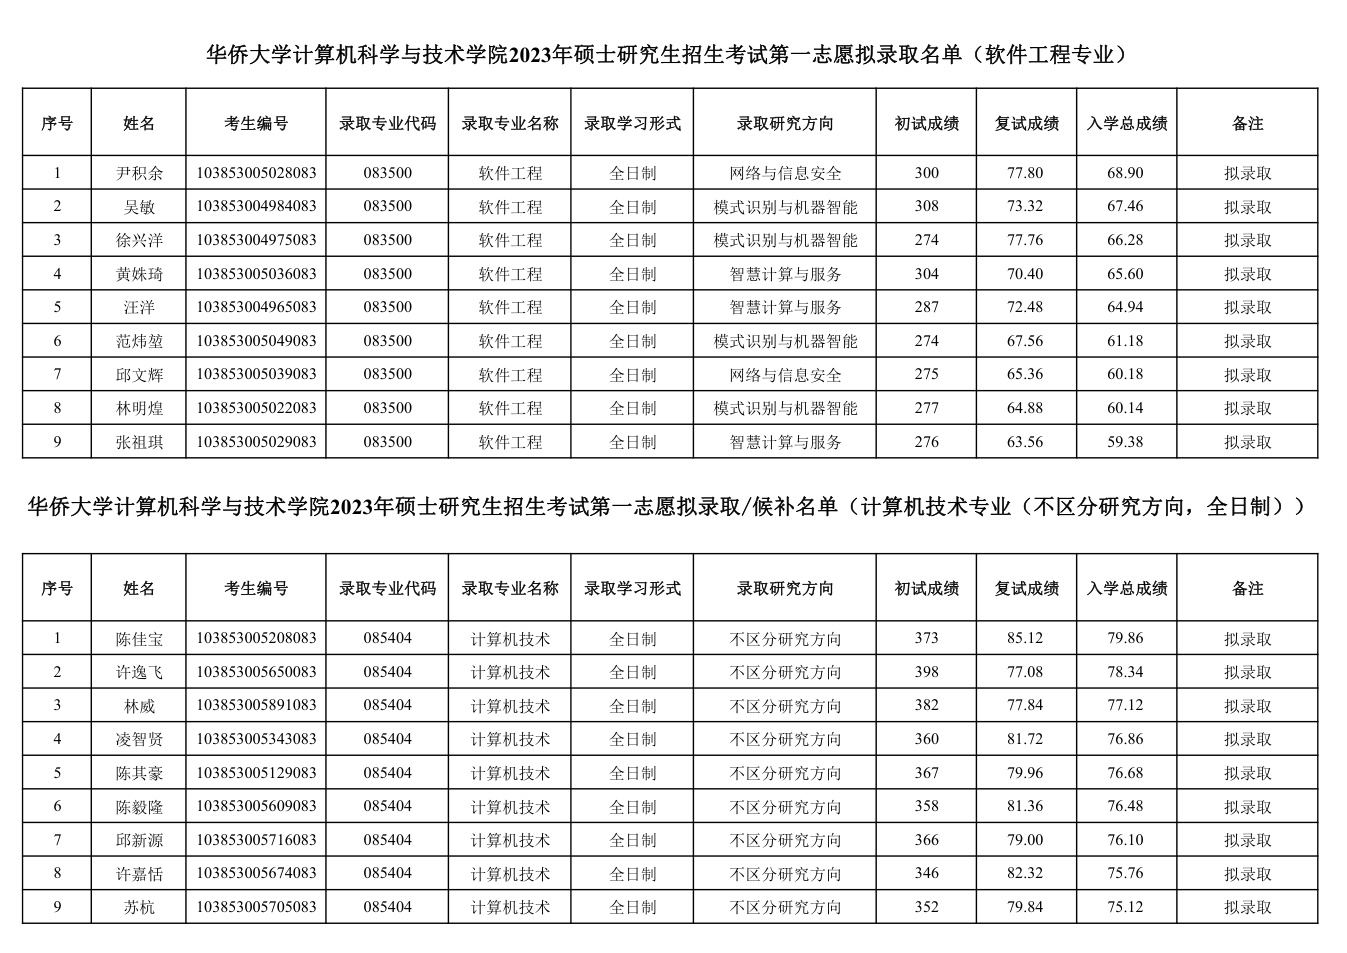 华侨大学计算机科学与技术学院2023年硕士研究生招生考试第一志愿拟录取名单（软件工程专业）
序号 姓名 考生编号 录取专业代码 录取专业名称 录取学习形式 录取研究方向 初试成绩 复试成绩 入学总成绩 备注
1 尹积余 103853005028083 083500 软件工程 全日制 网络与信息安全 300 77.80 68.90 拟录取
2 吴敏 103853004984083 083500 软件工程 全日制 模式识别与机器智能 308 73.32 67.46 拟录取
3 徐兴洋 103853004975083 083500 软件工程 全日制 模式识别与机器智能 274 77.76 66.28 拟录取
4 黄姝琦 103853005036083 083500 软件工程 全日制 智慧计算与服务 304 70.40 65.60 拟录取
5 汪洋 103853004965083 083500 软件工程 全日制 智慧计算与服务 287 72.48 64.94 拟录取
6 范炜堃 103853005049083 083500 软件工程 全日制 模式识别与机器智能 274 67.56 61.18 拟录取
7 邱文辉 103853005039083 083500 软件工程 全日制 网络与信息安全 275 65.36 60.18 拟录取
8 林明煌 103853005022083 083500 软件工程 全日制 模式识别与机器智能 277 64.88 60.14 拟录取
9 张祖琪 103853005029083 083500 软件工程 全日制 智慧计算与服务 276 63.56 59.38 拟录取
华侨大学计算机科学与技术学院2023年硕士研究生招生考试第一志愿拟录取/候补名单（计算机技术专业（不区分研究方向，全日制））
序号 姓名 考生编号 录取专业代码 录取专业名称 录取学习形式 录取研究方向 初试成绩 复试成绩 入学总成绩 备注
1 陈佳宝 103853005208083 085404 计算机技术 全日制 不区分研究方向 373 85.12 79.86 拟录取
2 许逸飞 103853005650083 085404 计算机技术 全日制 不区分研究方向 398 77.08 78.34 拟录取
3 林威 103853005891083 085404 计算机技术 全日制 不区分研究方向 382 77.84 77.12 拟录取
4 凌智贤 103853005343083 085404 计算机技术 全日制 不区分研究方向 360 81.72 76.86 拟录取
5 陈其豪 103853005129083 085404 计算机技术 全日制 不区分研究方向 367 79.96 76.68 拟录取
6 陈毅隆 103853005609083 085404 计算机技术 全日制 不区分研究方向 358 81.36 76.48 拟录取
7 邱新源 103853005716083 085404 计算机技术 全日制 不区分研究方向 366 79.00 76.10 拟录取
8 许嘉恬 103853005674083 085404 计算机技术 全日制 不区分研究方向 346 82.32 75.76 拟录取
9 苏杭 103853005705083 085404 计算机技术 全日制 不区分研究方向 352 79.84 75.12 拟录取